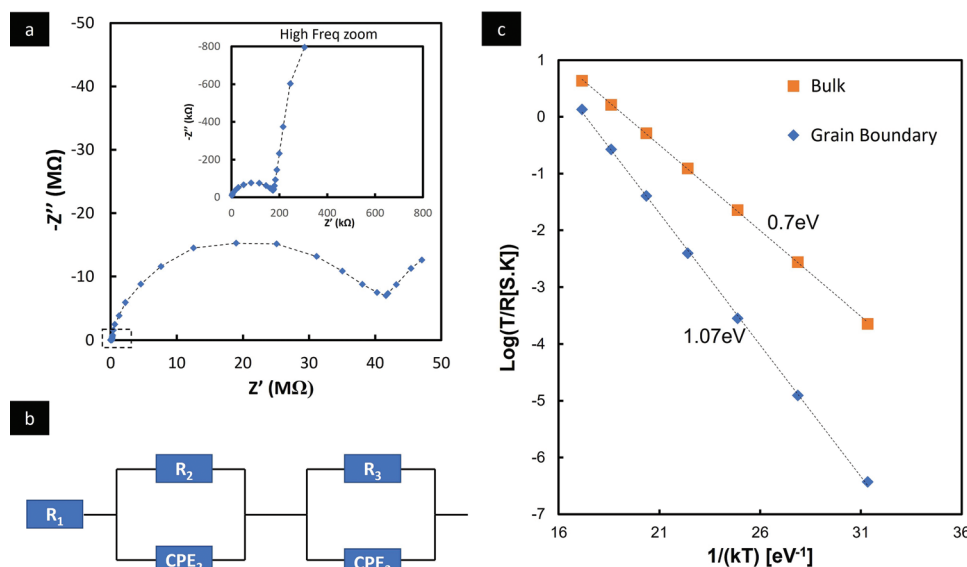 a
-50
-40
-30
-20
-10
0
-Z'' (MΩ)
0 10 20 30 40 50
Z' (MΩ)
High Freq zoom
-800
-600
-400
-200
0
-Z'' (kΩ)
0 200 400 600 800
Z' (kΩ)
b
R1
R2
CPE2
R3
c
1
0
-1
-2
-3
-4
-5
-6
-7
Log(T/R[S.K]
Bulk
Grain Boundary
0.7eV
1.07eV
16 21 26 31 36
1/(kT) [eV⁻¹]